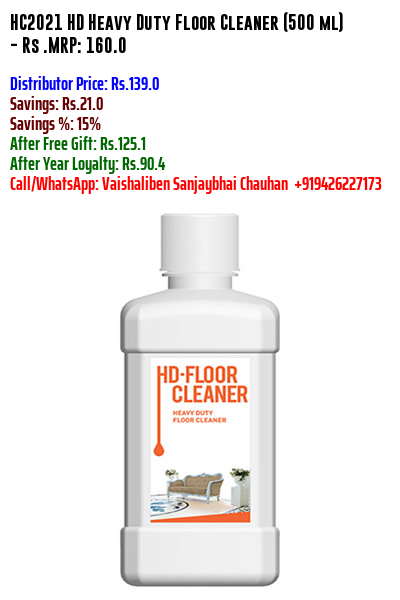 HC2021 HD Heavy Duty Floor Cleaner (500 ml)
- Rs .MRP: 160.0
Distributor Price: Rs.139.0
Savings: Rs.21.0
Savings %: 15%
After Free Gift: Rs.125.1
After Year Loyalty: Rs.90.4
Call/WhatsApp: Vaishaliben Sanjaybhai Chauhan +919426227173
HD-FLOOR
CLEANER
HEAVY DUTY
FLOOR CLEANER